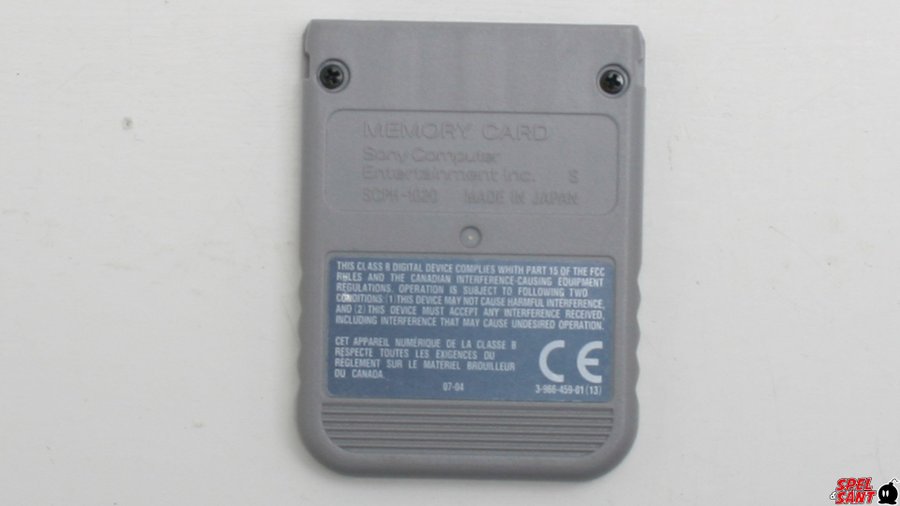 MEMORY CARD
Sony Computer
Entertainment Inc. S
SCPH-1020 MADE IN JAPAN
THIS CLASS B DIGITAL DEVICE COMPLIES WHITH PART 15 OF THE FCC
RULES AND THE CANADIAN INTERFERENCE-CAUSING EQUIPMENT
REGULATIONS. OPERATION IS SUBJECT TO FOLLOWING TWO
CONDITIONS: (1) THIS DEVICE MAY NOT CAUSE HARMFUL INTERFERENCE,
AND (2) THIS DEVICE MUST ACCEPT ANY INTERFERENCE RECEIVED,
INCLUDING INTERFERENCE THAT MAY CAUSE UNDESIRED OPERATION.
CET APPAREIL NUMÉRIQUE DE LA CLASSE B
RESPECTE TOUTES LES EXIGENCES DU
RÈGLEMENT SUR LE MATERIEL BROUILLEUR
DU CANADA.
CE
07-04 3-966-459-01 (13)
SPEL
SANT